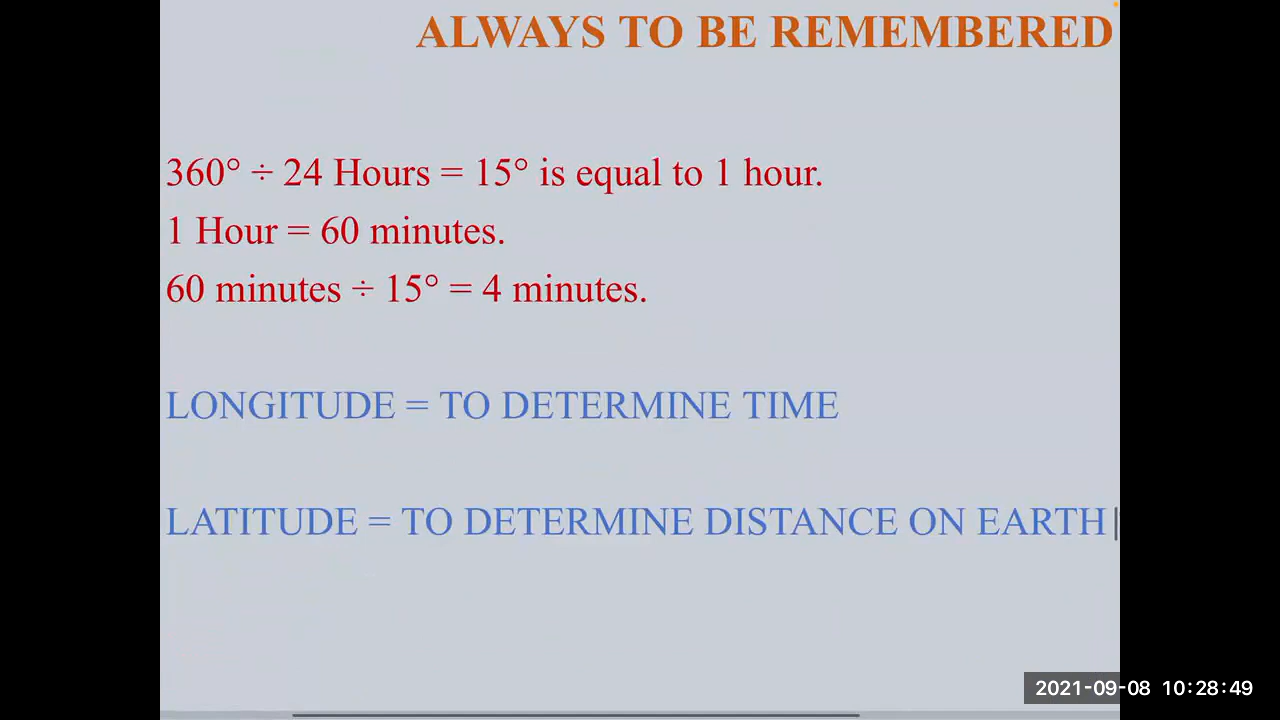 ALWAYS TO BE REMEMBERED
360° ÷ 24 Hours = 15° is equal to 1 hour.
1 Hour = 60 minutes.
60 minutes ÷ 15° = 4 minutes.
LONGITUDE = TO DETERMINE TIME
LATITUDE = TO DETERMINE DISTANCE ON EARTH
2021-09-08 10:28:49